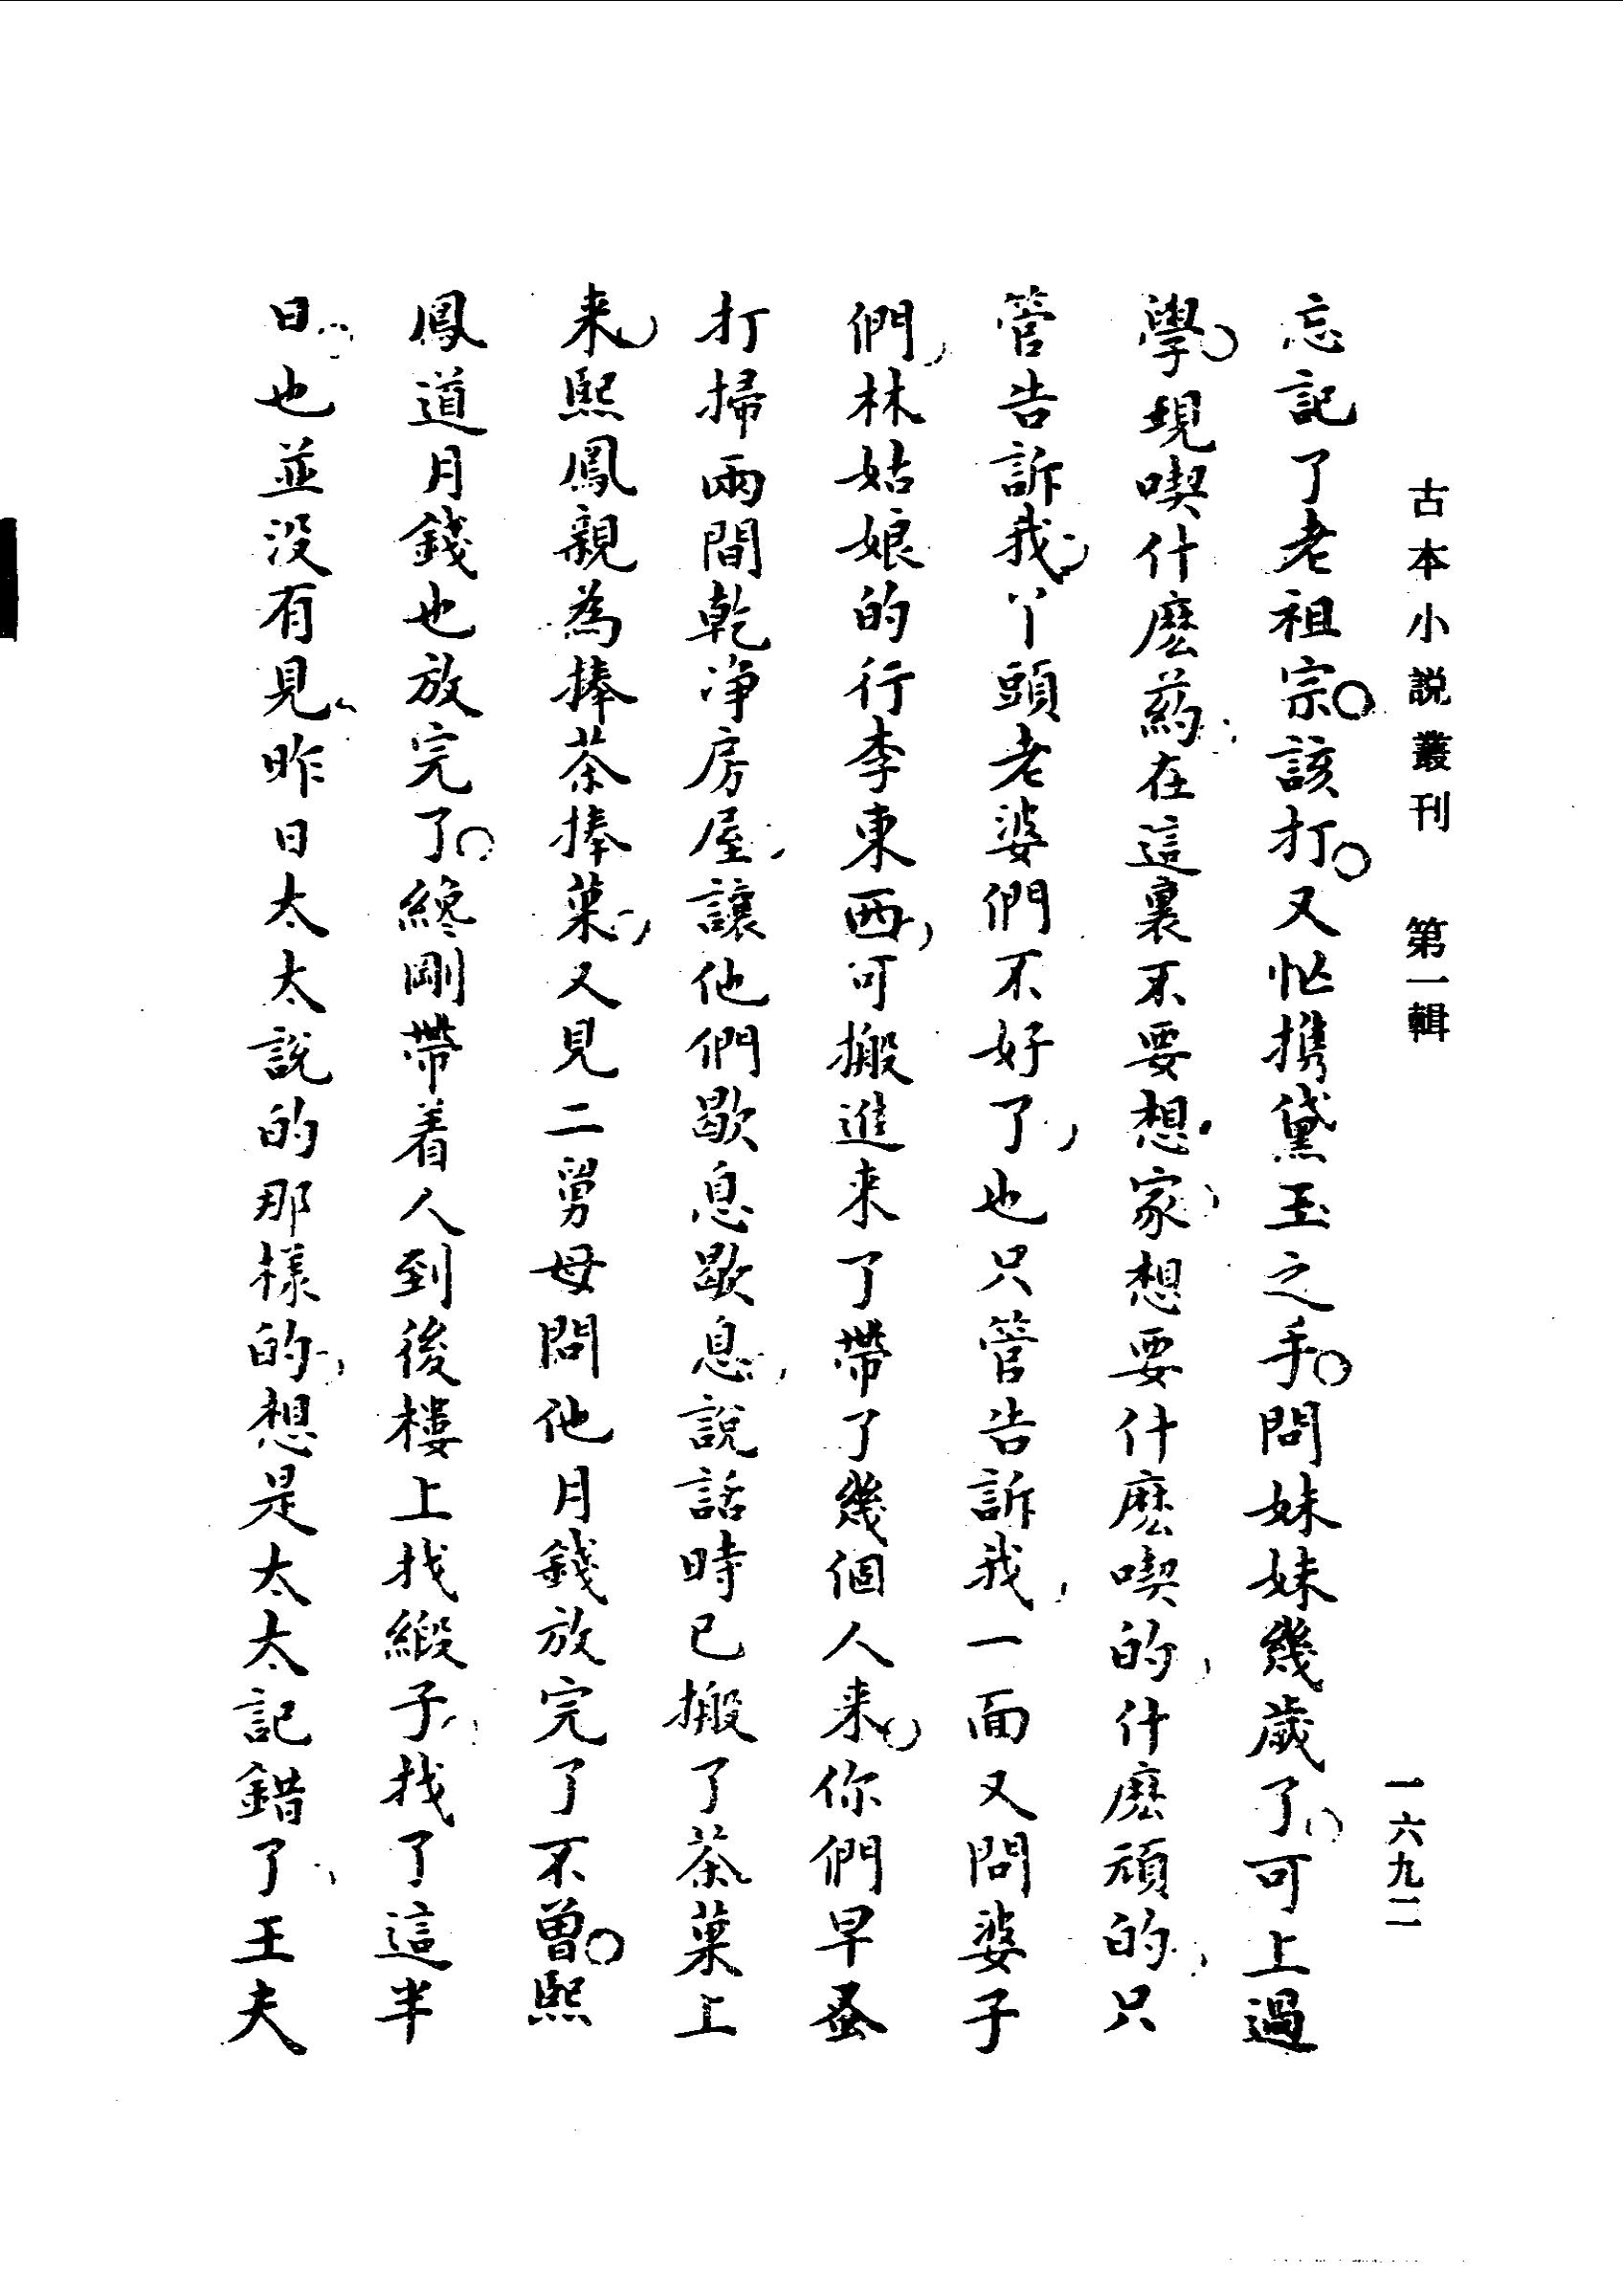 古本小説叢刊　第一輯
一六九二
忘記了老祖宗○該打○又忙携黛玉之手○問妹妹幾歲了○可上過
學○現喫什麽药在這裏不要想家想要什麽喫的什麽頑的只
管告訴我丫頭老婆們不好了也只管告訴我一面又問婆子
們林姑娘的行李東西可搬進来了帶了幾個人来○你們早蚤
打掃兩間乾净房屋讓他們歇息歇息說話時已搬了茶菓上
来熙鳳親為捧茶捧菓又見二舅母問他月錢放完了不曾○熙
鳳道月錢也放完了○纔剛帶着人到後樓上找緞子找了這半
日也並没有見昨日太太說的那樣的想是太太記錯了王夫